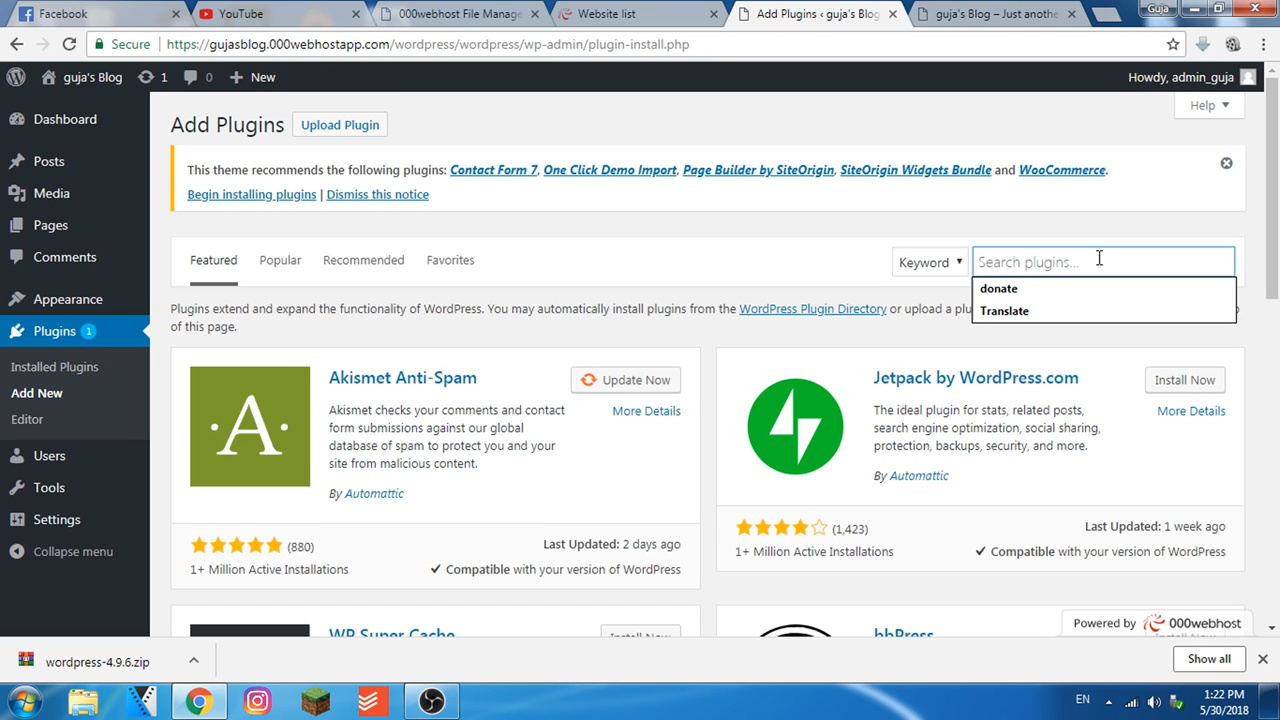 Facebook
YouTube
000webhost File Manage
Website list
Add Plugins ‹ guja's Blog
guja's Blog – Just anothe
Guja
Secure
https://gujasblog.000webhostapp.com/wordpress/wordpress/wp-admin/plugin-install.php
guja's Blog
1
0
New
Howdy, admin_guja
Dashboard
Posts
Media
Pages
Comments
Appearance
Plugins 1
Installed Plugins
Add New
Editor
Users
Tools
Settings
Collapse menu
Help
Add Plugins
Upload Plugin
This theme recommends the following plugins: Contact Form 7, One Click Demo Import, Page Builder by SiteOrigin, SiteOrigin Widgets Bundle and WooCommerce.
Begin installing plugins | Dismiss this notice
Featured
Popular
Recommended
Favorites
Keyword
Search plugins...
donate
Translate
Plugins extend and expand the functionality of WordPress. You may automatically install plugins from the WordPress Plugin Directory or upload a plu
of this page.
Akismet Anti-Spam
Update Now
More Details
Akismet checks your comments and contact
form submissions against our global
database of spam to protect you and your
site from malicious content.
By Automattic
A
(880)
Last Updated: 2 days ago
1+ Million Active Installations
Compatible with your version of WordPress
Jetpack by WordPress.com
Install Now
More Details
The ideal plugin for stats, related posts,
search engine optimization, social sharing,
protection, backups, security, and more.
By Automattic
(1,423)
Last Updated: 1 week ago
1+ Million Active Installations
Compatible with your version of WordPress
WP Super Cache
Install Now
bbPress
Install Now
Powered by 000webhost
wordpress-4.9.6.zip
Show all
EN
1:22 PM
5/30/2018